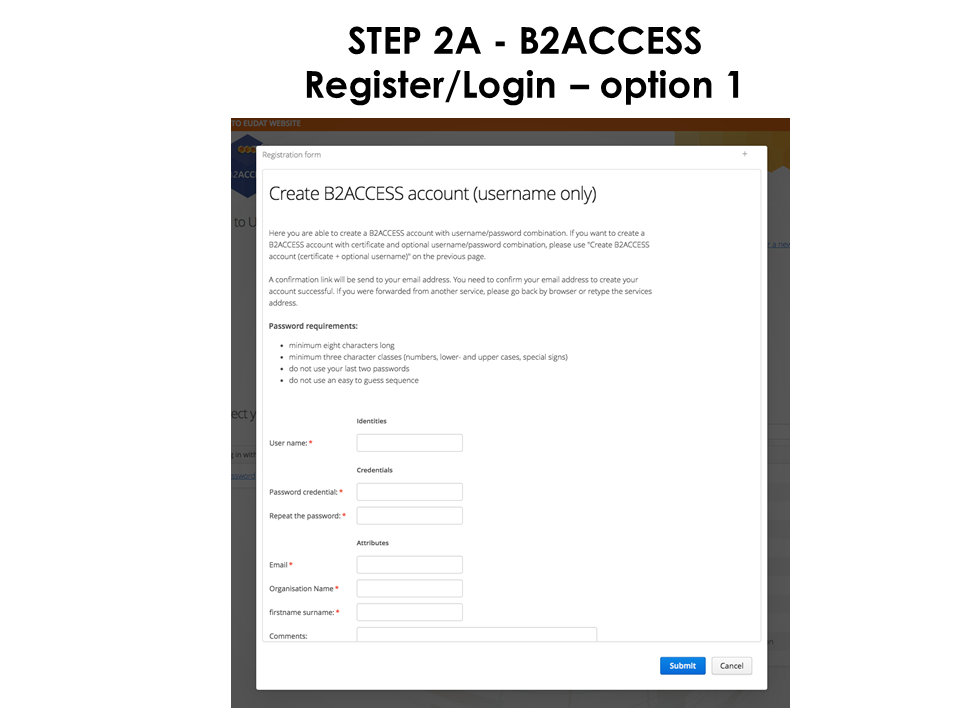 STEP 2A - B2ACCESS
Register/Login – option 1
TO EUDAT WEBSITE
Registration form
+
Create B2ACCESS account (username only)
to U
Here you are able to create a B2ACCESS account with username/password combination. If you want to create a
B2ACCESS account with certificate and optional username/password combination, please use "Create B2ACCESS
account (certificate + optional username)" on the previous page.
A confirmation link will be send to your email address. You need to confirm your email address to create your
account successful. If you were forwarded from another service, please go back by browser or retype the services
address.
Password requirements:
• minimum eight characters long
• minimum three character classes (numbers, lower- and upper cases, special signs)
• do not use your last two passwords
• do not use an easy to guess sequence
ect y
Identities
User name: *
g in with
Credentials
Password credential: *
Repeat the password: *
Attributes
Email *
Organisation Name *
firstname surname: *
Comments:
Submit
Cancel